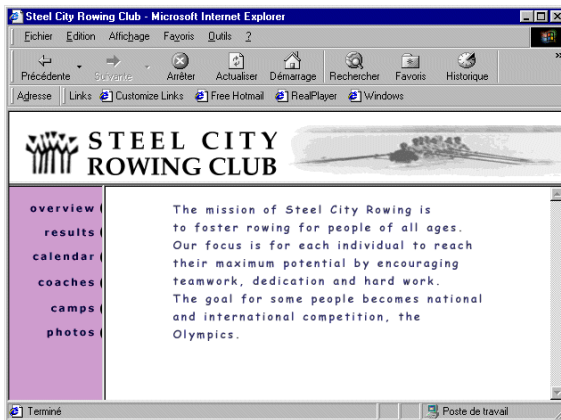 Steel City Rowing Club - Microsoft Internet Explorer
Fichier Edition Affichage Favoris Outils ?
Précédente Suivante Arrêter Actualiser Démarrage Rechercher Favoris Historique »
Adresse Links Customize Links Free Hotmail RealPlayer Windows
STEEL CITY
ROWING CLUB
overview
results
calendar
coaches
camps
photos
The mission of Steel City Rowing is
to foster rowing for people of all ages.
Our focus is for each individual to reach
their maximum potential by encouraging
teamwork, dedication and hard work.
The goal for some people becomes national
and international competition, the
Olympics.
Terminé Poste de travail